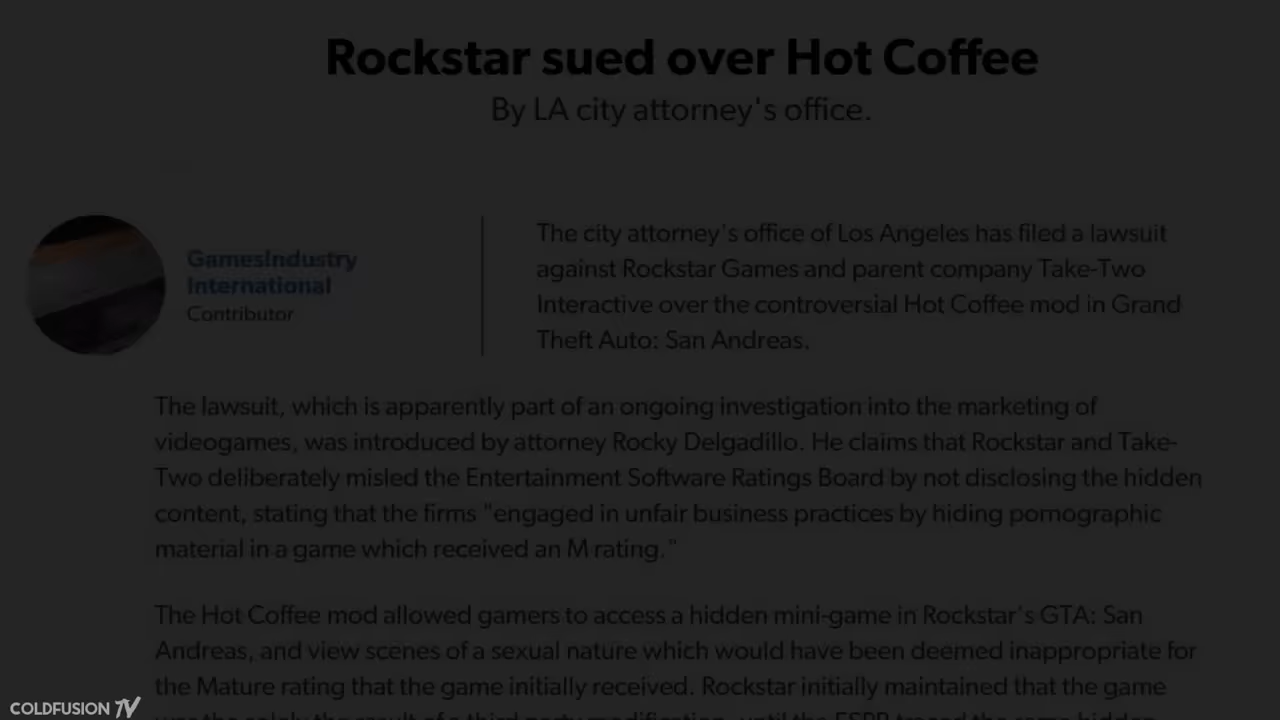 Rockstar sued over Hot Coffee
By LA city attorney's office.
GamesIndustry
International
Contributor
The city attorney's office of Los Angeles has filed a lawsuit
against Rockstar Games and parent company Take-Two
Interactive over the controversial Hot Coffee mod in Grand
Theft Auto: San Andreas.
The lawsuit, which is apparently part of an ongoing investigation into the marketing of
videogames, was introduced by attorney Rocky Delgadillo. He claims that Rockstar and Take-
Two deliberately misled the Entertainment Software Ratings Board by not disclosing the hidden
content, stating that the firms "engaged in unfair business practices by hiding pornographic
material in a game which received an M rating."
The Hot Coffee mod allowed gamers to access a hidden mini-game in Rockstar's GTA: San
Andreas, and view scenes of a sexual nature which would have been deemed inappropriate for
the Mature rating that the game initially received. Rockstar initially maintained that the game
COLDFUSION TV